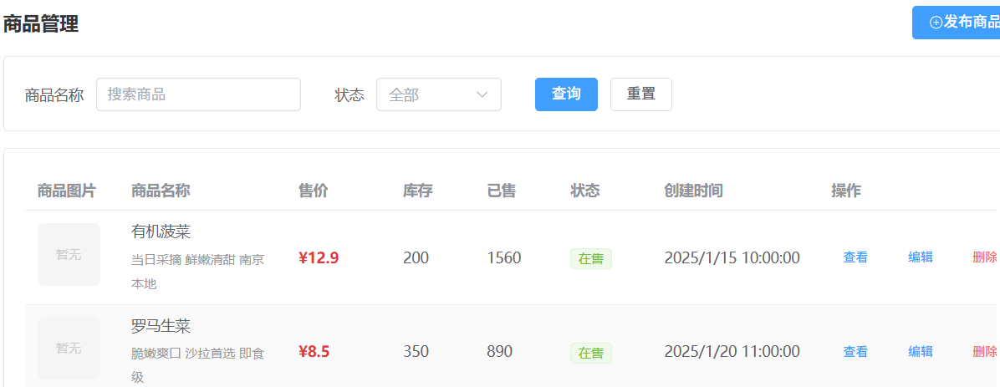 商品管理
发布商品
商品名称 搜索商品 状态 全部 查询 重置
商品图片 商品名称 售价 库存 已售 状态 创建时间 操作
有机菠菜
暂无 当日采摘 鲜嫩清甜 南京 ¥12.9 200 1560 在售 2025/1/15 10:00:00 查看 编辑 删除
本地
罗马生菜
暂无 脆嫩爽口 沙拉首选 即食 ¥8.5 350 890 在售 2025/1/20 11:00:00 查看 编辑 删除
级